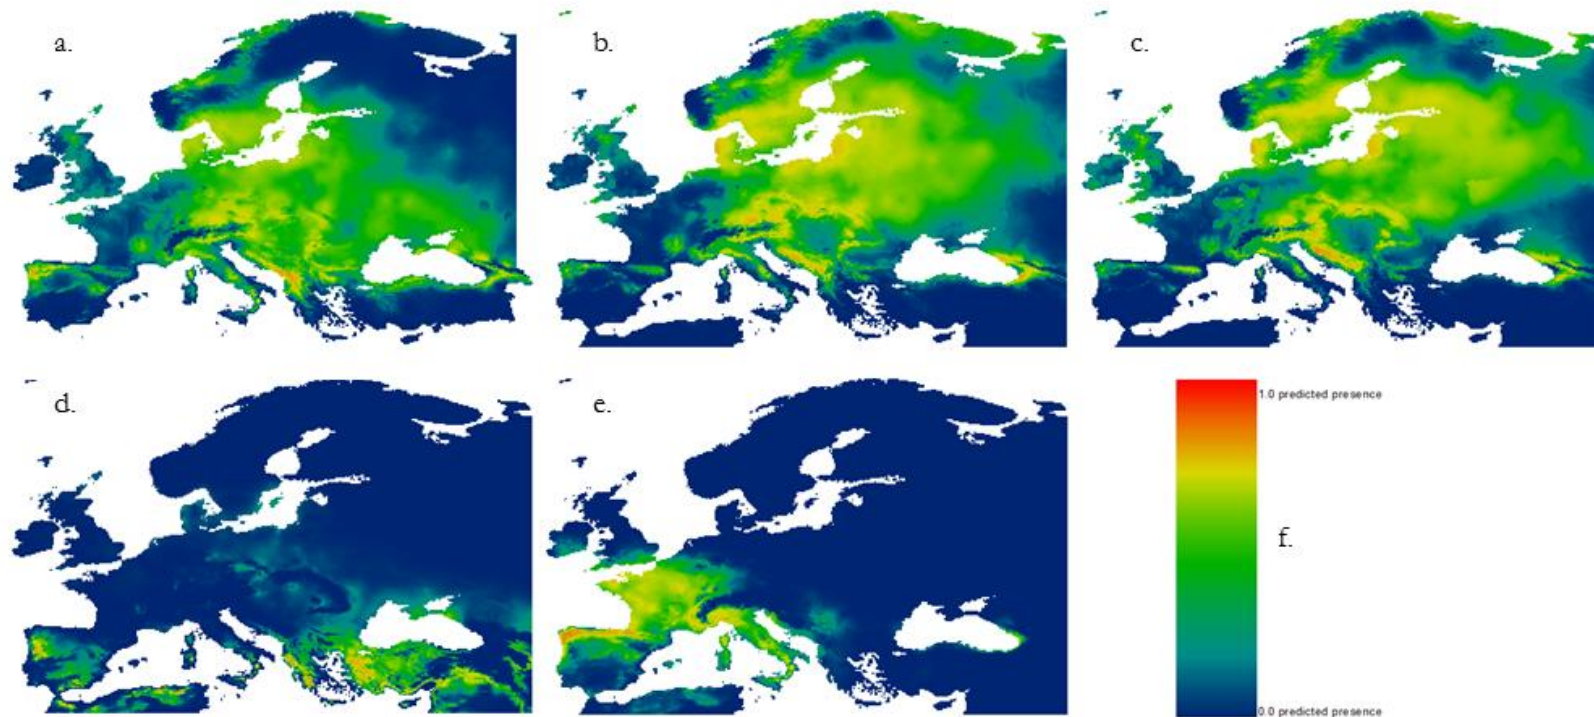 a.
b.
c.
d.
e.
1.0 predicted presence
f.
0.0 predicted presence